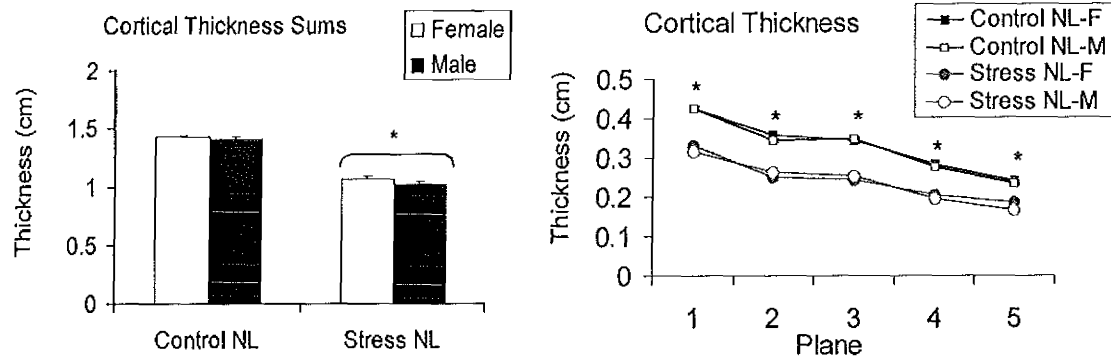 Cortical Thickness Sums
Female
Male
2
1.5
1
0.5
0
Thickness (cm)
*
Control NL
Stress NL
Cortical Thickness
Control NL-F
Control NL-M
Stress NL-F
Stress NL-M
0.5
0.4
0.3
0.2
0.1
0
Thickness (cm)
* * * * *
1 2 3 4 5
Plane